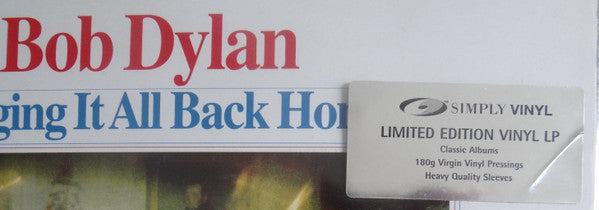 Bob Dylan
ging It All Back Hom
SIMPLY VINYL
LIMITED EDITION VINYL LP
Classic Albums
180g Virgin Vinyl Pressings
Heavy Quality Sleeves